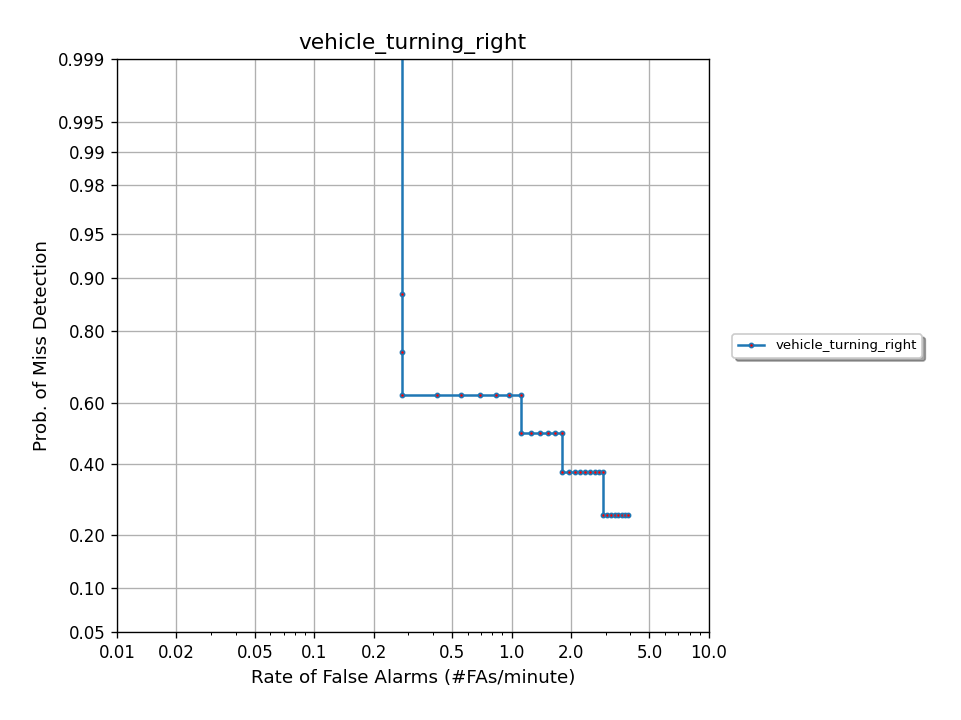 vehicle_turning_right
0.999
0.995
0.99
0.98
0.95
0.90
0.80
0.60
0.40
0.20
0.10
0.05
Prob. of Miss Detection
0.01 0.02 0.05 0.1 0.2 0.5 1.0 2.0 5.0 10.0
Rate of False Alarms (#FAs/minute)
vehicle_turning_right